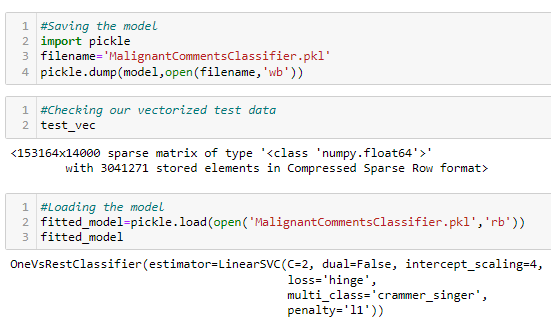 1 #Saving the model
2 import pickle
3 filename='MalignantCommentsClassifier.pkl'
4 pickle.dump(model,open(filename,'wb'))
1 #Checking our vectorized test data
2 test_vec
<153164x14000 sparse matrix of type '<class 'numpy.float64'>'
        with 3041271 stored elements in Compressed Sparse Row format>
1 #Loading the model
2 fitted_model=pickle.load(open('MalignantCommentsClassifier.pkl','rb'))
3 fitted_model
OneVsRestClassifier(estimator=LinearSVC(C=2, dual=False, intercept_scaling=4,
                                        loss='hinge',
                                        multi_class='crammer_singer',
                                        penalty='l1'))